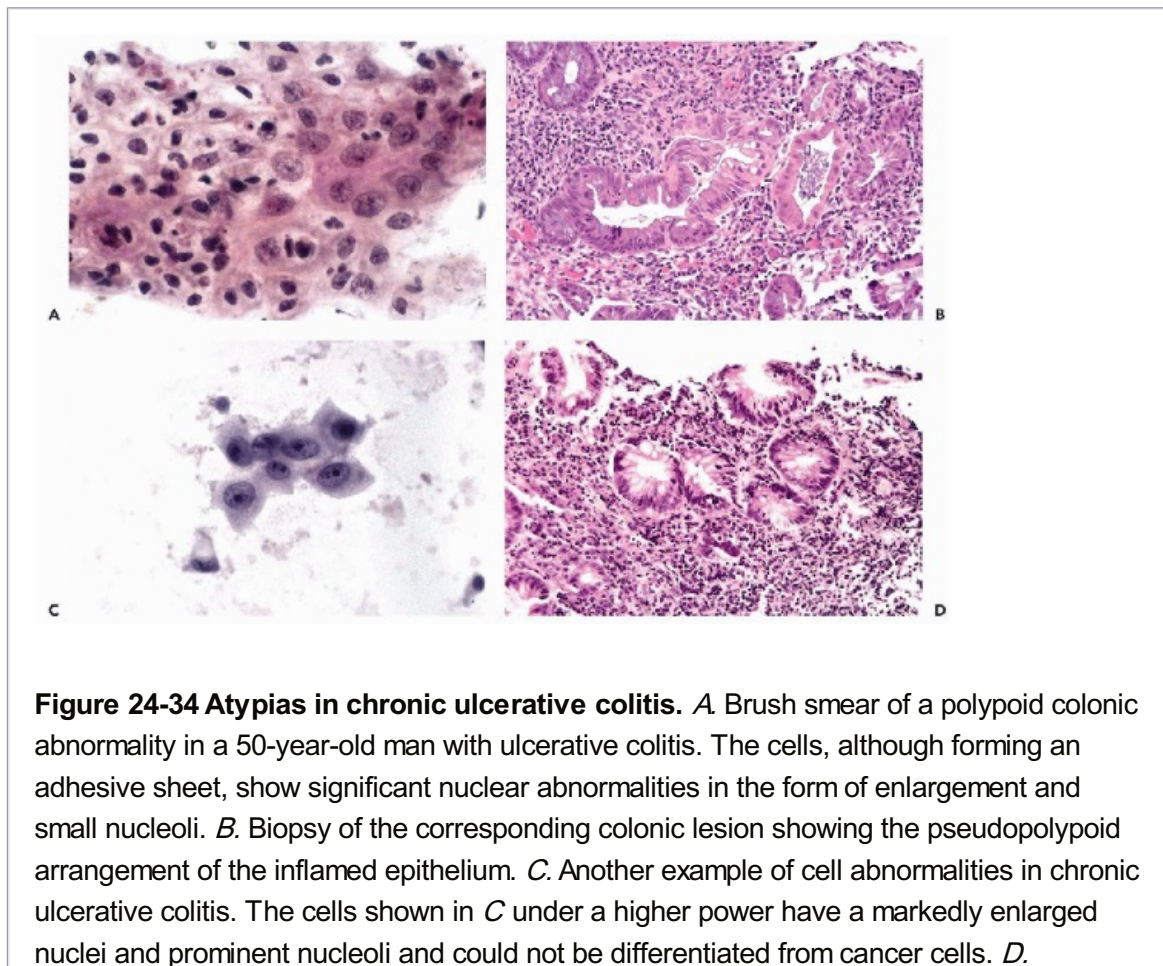 A
B
C
D
Figure 24-34 Atypias in chronic ulcerative colitis. A. Brush smear of a polypoid colonic
abnormality in a 50-year-old man with ulcerative colitis. The cells, although forming an
adhesive sheet, show significant nuclear abnormalities in the form of enlargement and
small nucleoli. B. Biopsy of the corresponding colonic lesion showing the pseudopolypoid
arrangement of the inflamed epithelium. C. Another example of cell abnormalities in chronic
ulcerative colitis. The cells shown in C under a higher power have a markedly enlarged
nuclei and prominent nucleoli and could not be differentiated from cancer cells. D.